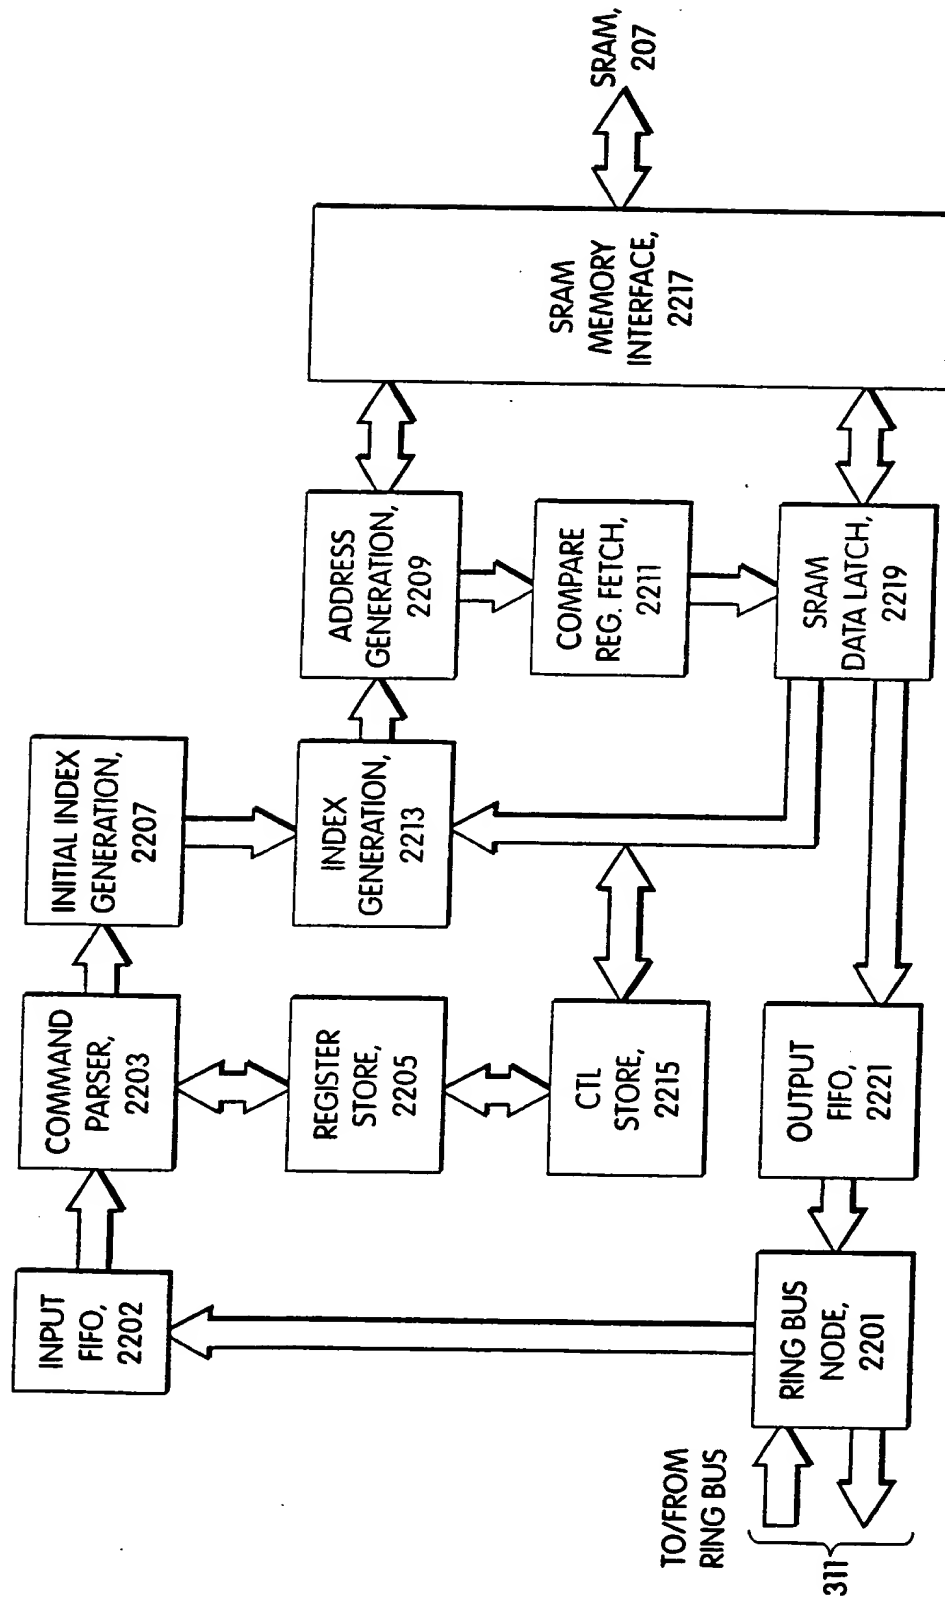 INPUT
FIFO,
2202
COMMAND
PARSER,
2203
INITIAL INDEX
GENERATION,
2207
REGISTER
STORE,
2205
INDEX
GENERATION,
2213
ADDRESS
GENERATION,
2209
CTL
STORE,
2215
COMPARE
REG. FETCH,
2211
SRAM
MEMORY
INTERFACE,
2217
SRAM,
207
TO/FROM
RING BUS
311
RING BUS
NODE,
2201
OUTPUT
FIFO,
2221
SRAM
DATA LATCH,
2219